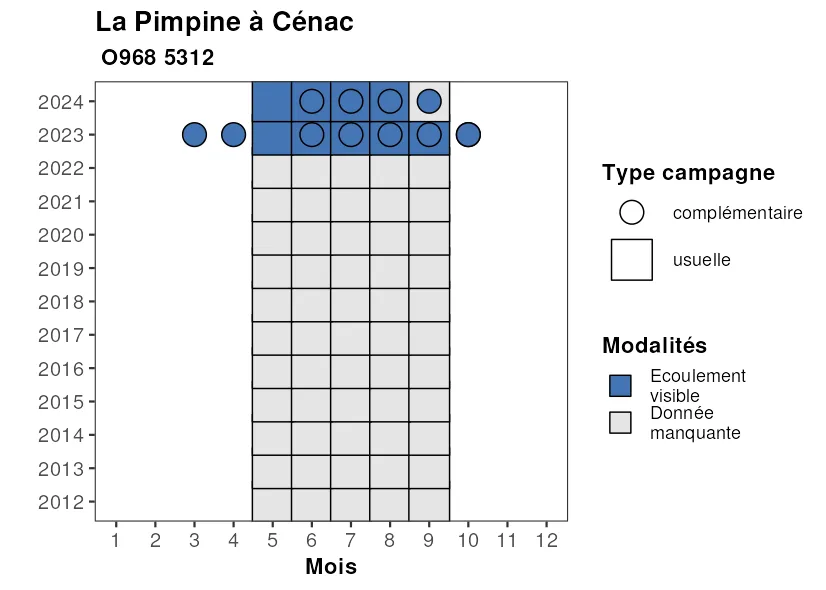 La Pimpine à Cénac
O968 5312
2024
2023
2022
2021
2020
2019
2018
2017
2016
2015
2014
2013
2012
1 2 3 4 5 6 7 8 9 10 11 12
Mois
Type campagne
complémentaire
usuelle
Modalités
Ecoulement
visible
Donnée
manquante